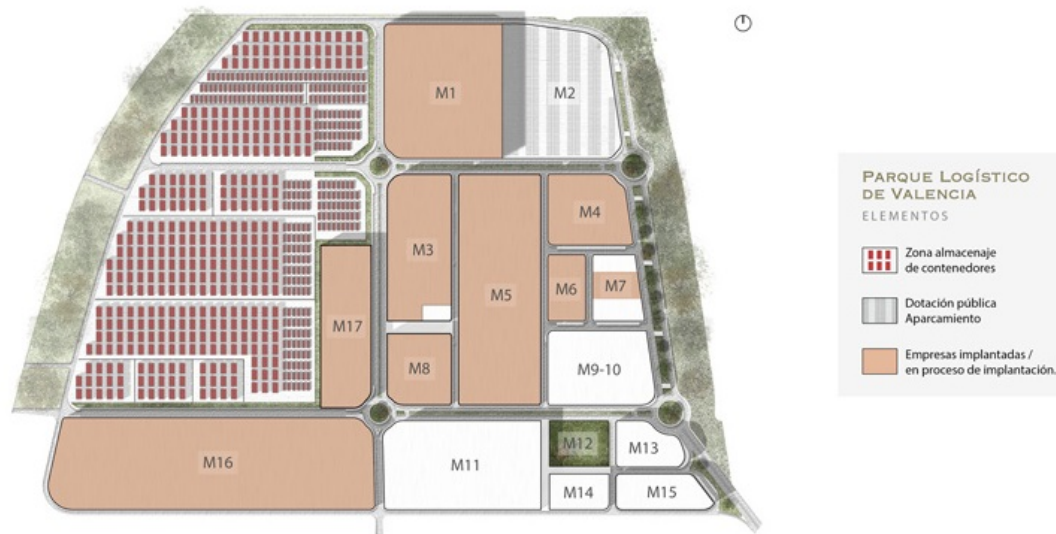 M1
M2
M3
M4
M5
M6
M7
M17
M8
M9-10
M16
M11
M12
M13
M14
M15
PARQUE LOGÍSTICO
DE VALENCIA
ELEMENTOS
Zona almacenaje
de contenedores
Dotación pública
Aparcamiento
Empresas implantadas /
en proceso de implantación.